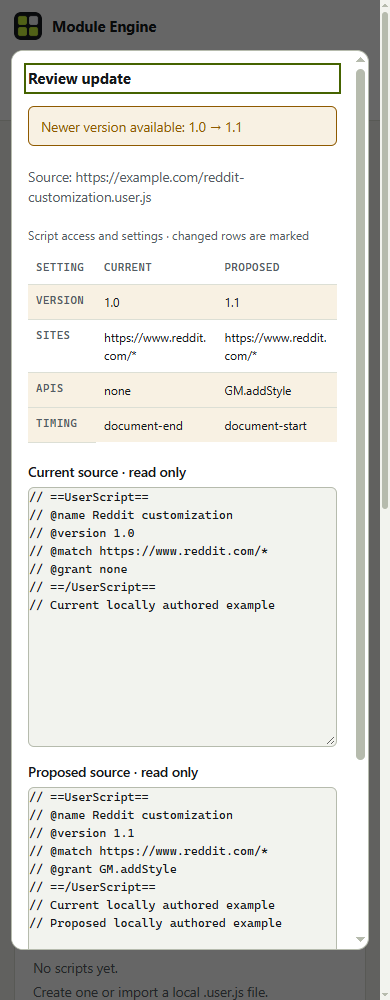 Module Engine
Review update
Newer version available: 1.0 → 1.1
Source: https://example.com/reddit-
customization.user.js
Script access and settings · changed rows are marked
SETTING CURRENT PROPOSED
VERSION 1.0 1.1
SITES https://www.reddit. https://www.reddit.
com/* com/*
APIS none GM.addStyle
TIMING document-end document-start
Current source · read only
// ==UserScript==
// @name Reddit customization
// @version 1.0
// @match https://www.reddit.com/*
// @grant none
// ==/UserScript==
// Current locally authored example
Proposed source · read only
// ==UserScript==
// @name Reddit customization
// @version 1.1
// @match https://www.reddit.com/*
// @grant GM.addStyle
// ==/UserScript==
// Current locally authored example
// Proposed locally authored example
No scripts yet.
Create one or import a local .user.js file.